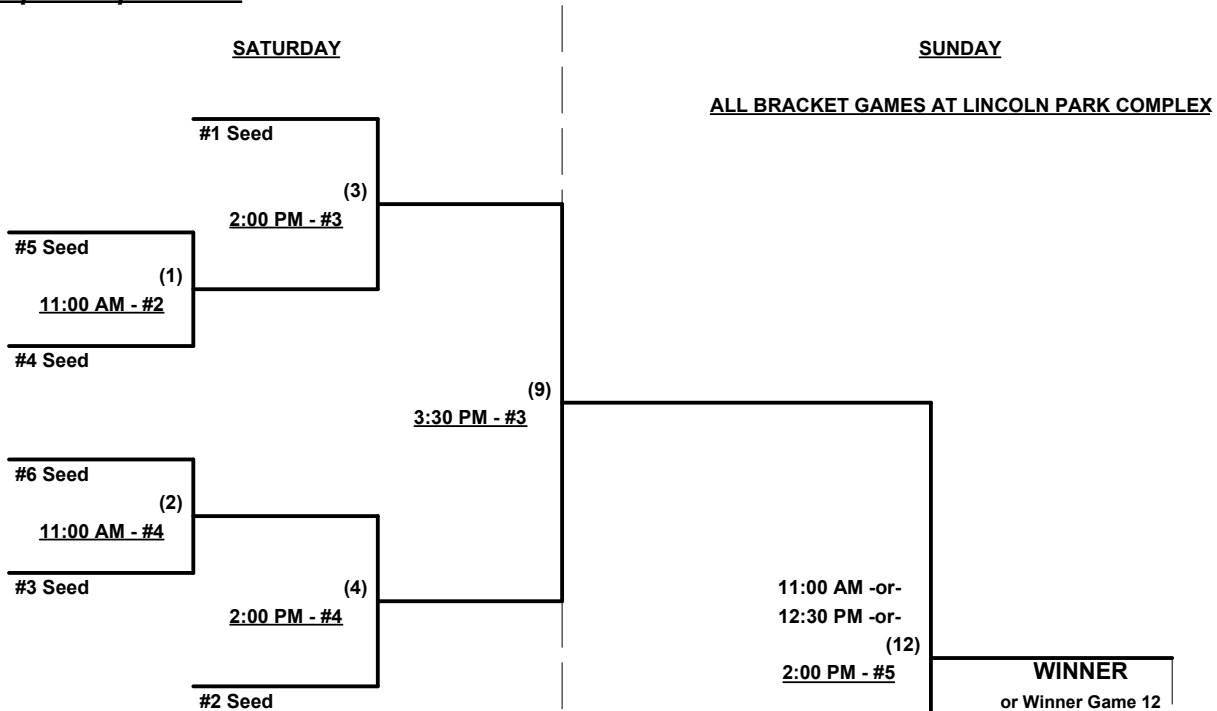 SATURDAY
SUNDAY
ALL BRACKET GAMES AT LINCOLN PARK COMPLEX
#1 Seed
(3)
2:00 PM - #3
#5 Seed
(1)
11:00 AM - #2
#4 Seed
(9)
3:30 PM - #3
#6 Seed
(2)
11:00 AM - #4
#3 Seed
(4)
2:00 PM - #4
#2 Seed
11:00 AM -or-
12:30 PM -or-
(12)
2:00 PM - #5
WINNER
or Winner Game 12